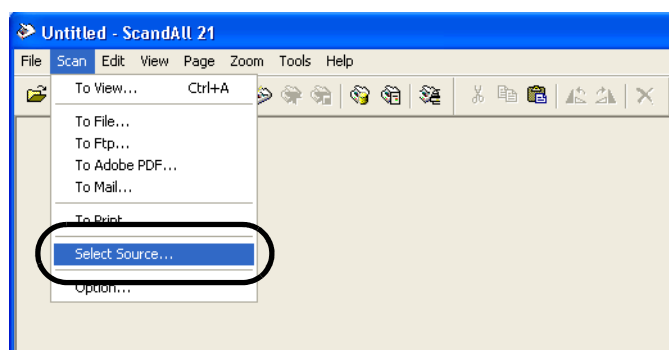 Untitled - ScandAll 21
File Scan Edit View Page Zoom Tools Help
To View... Ctrl+A
To File...
To Ftp...
To Adobe PDF...
To Mail...
To Print
Select Source...
Option...